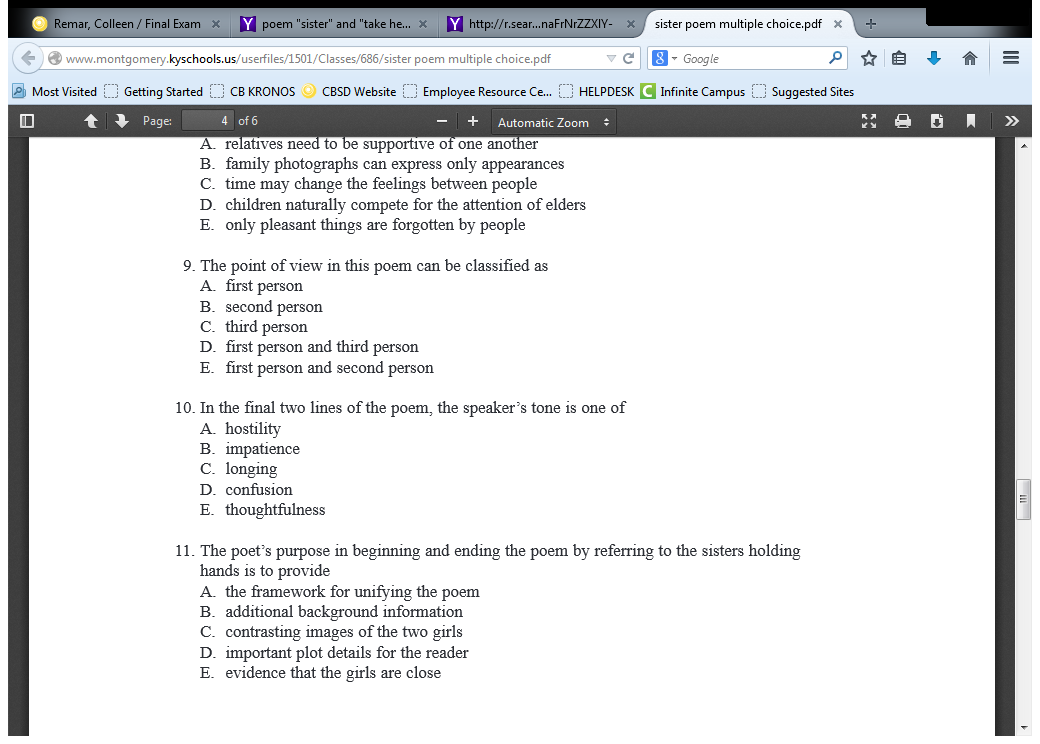 Remar, Colleen / Final Exam
poem "sister" and "take he...
http://r.sear...naFrNrZZXIY-
sister poem multiple choice.pdf
www.montgomery.kyschools.us/userfiles/1501/Classes/686/sister poem multiple choice.pdf
Google
Most Visited Getting Started CB KRONOS CBSD Website Employee Resource Ce... HELPDESK Infinite Campus Suggested Sites
Page: 4 of 6 Automatic Zoom
A. relatives need to be supportive of one another
B. family photographs can express only appearances
C. time may change the feelings between people
D. children naturally compete for the attention of elders
E. only pleasant things are forgotten by people
9. The point of view in this poem can be classified as
A. first person
B. second person
C. third person
D. first person and third person
E. first person and second person
10. In the final two lines of the poem, the speaker's tone is one of
A. hostility
B. impatience
C. longing
D. confusion
E. thoughtfulness
11. The poet's purpose in beginning and ending the poem by referring to the sisters holding
hands is to provide
A. the framework for unifying the poem
B. additional background information
C. contrasting images of the two girls
D. important plot details for the reader
E. evidence that the girls are close